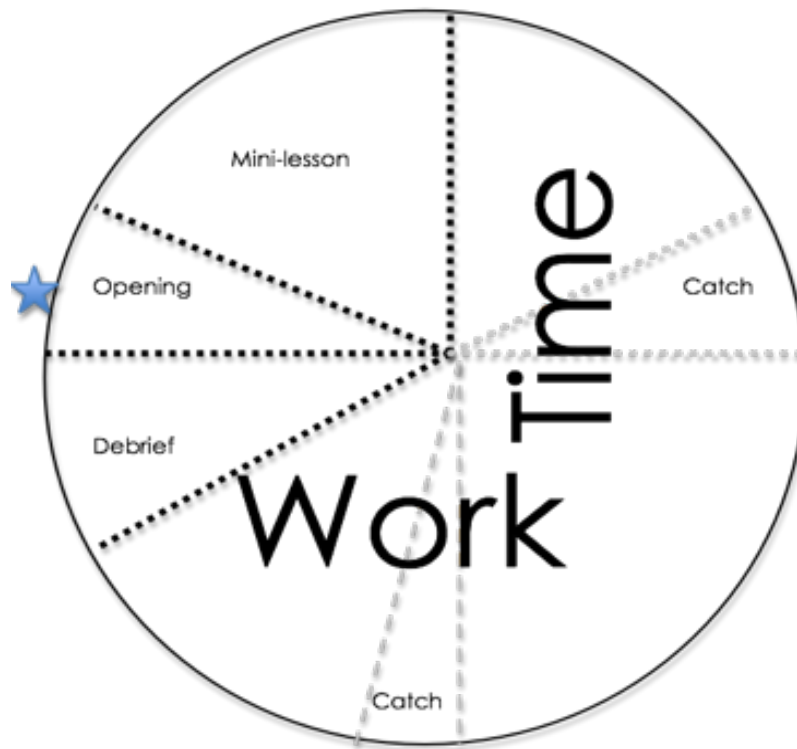 Mini-lesson
Opening
Catch
Time
Debrief
Work
Catch